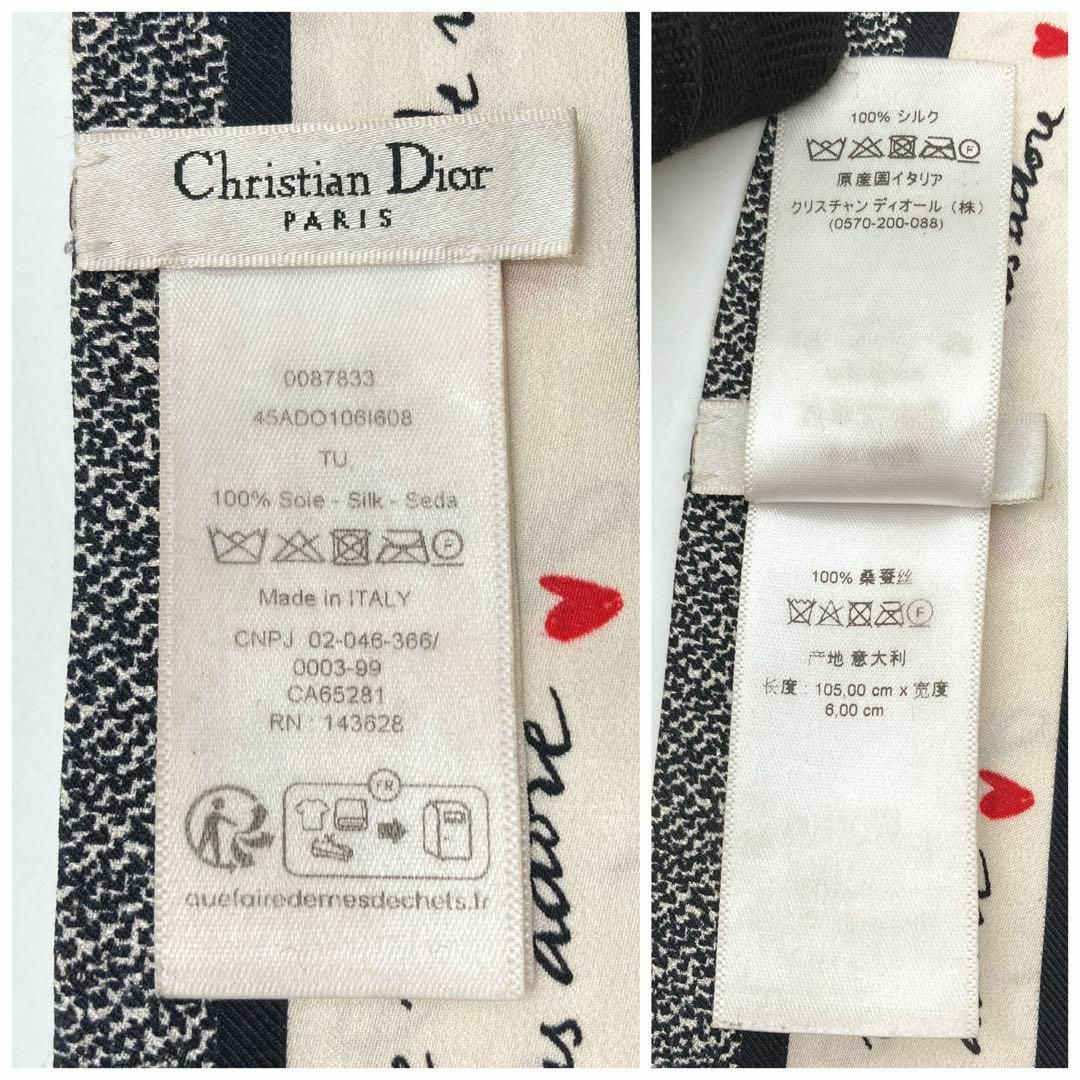 Christian Dior
PARIS
0087833
45ADO106I608
TU
100% Soie - Silk - Seda
Made in ITALY
CNPJ 02-046-366/
0003-99
CA65281
RN : 143628
FR
quefairedemesdechets.fr
adore
100% シルク
F
原産国イタリア
クリスチャン ディオール (株)
(0570-200-088)
adore
100% 桑蚕丝
F
产地 意大利
长度 : 105,00 cm x 宽度
6,00 cm